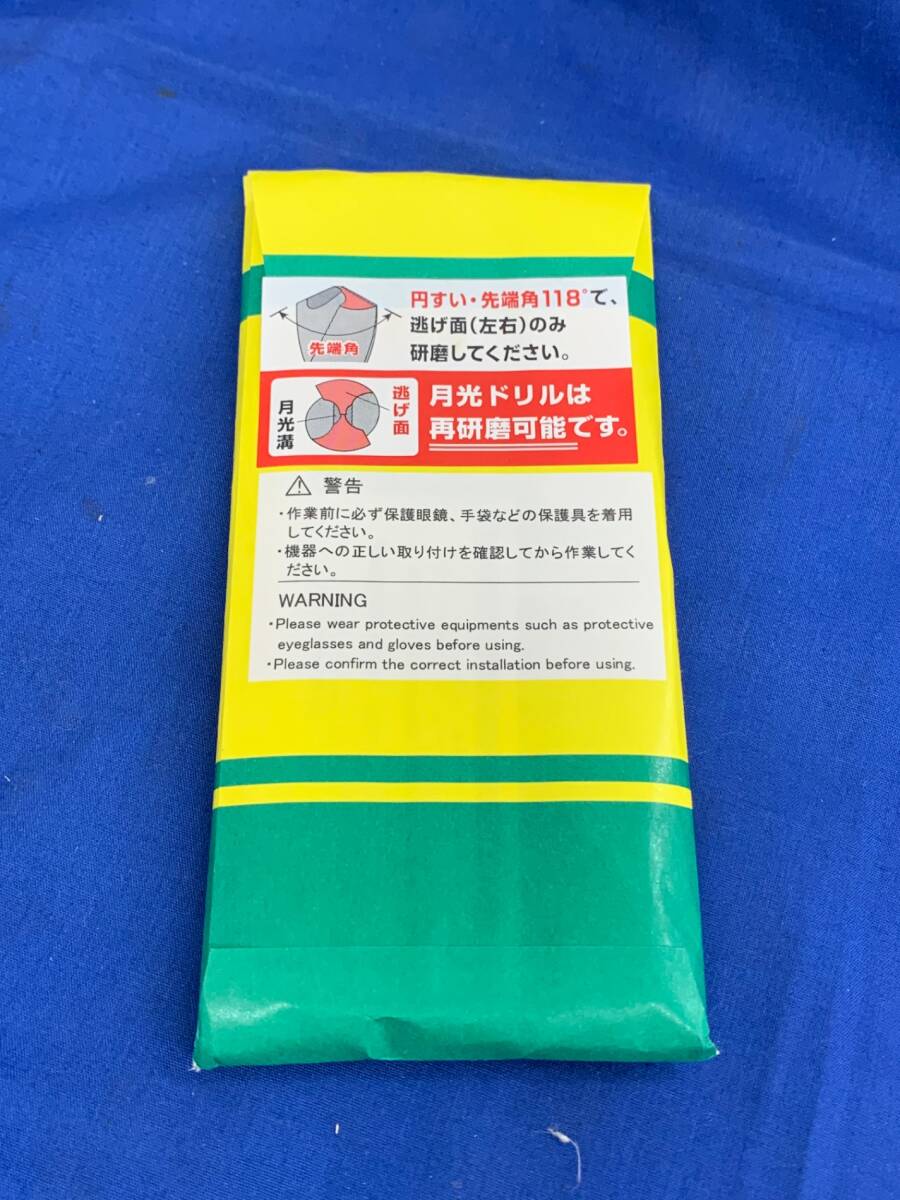 円すい・先端角118°で、
逃げ面(左右)のみ
研磨してください。
先端角
月光溝
逃げ面
月光ドリルは
再研磨可能です。
⚠ 警告
・作業前に必ず保護眼鏡、手袋などの保護具を着用
してください。
・機器への正しい取り付けを確認してから作業してく
ださい。
WARNING
・Please wear protective equipments such as protective
eyeglasses and gloves before using.
・Please confirm the correct installation before using.